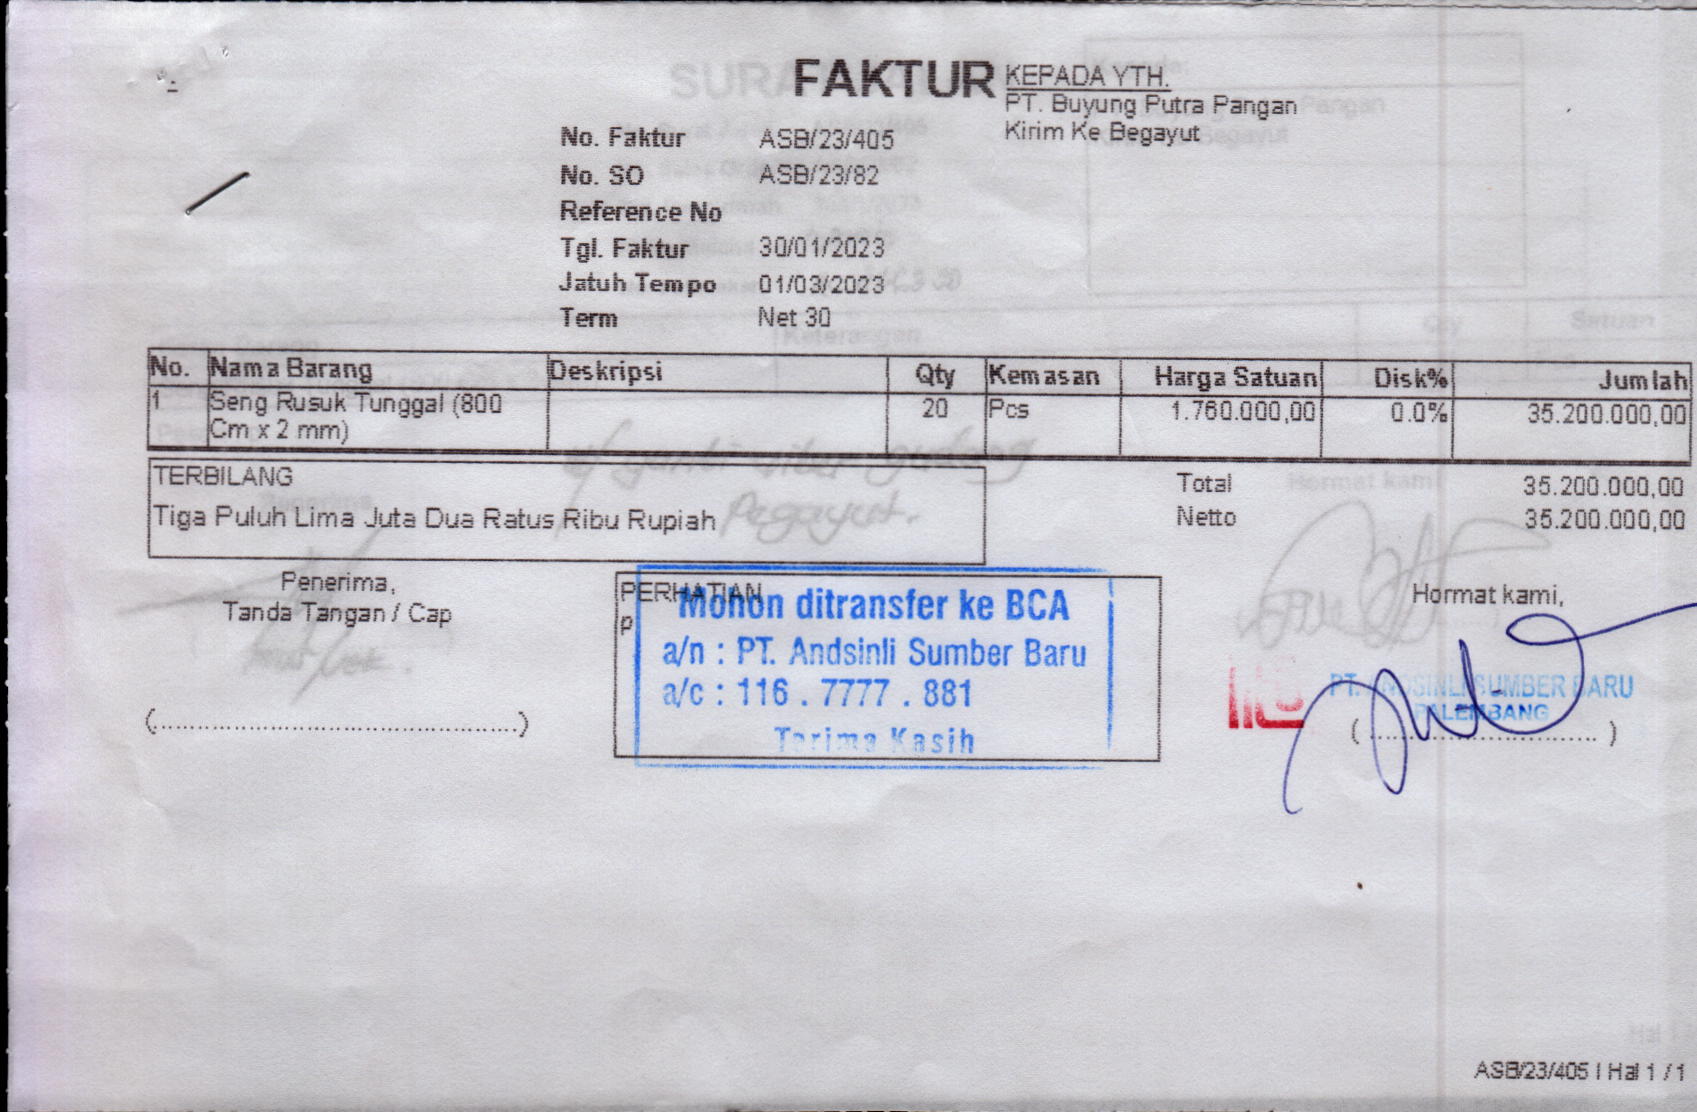 FAKTUR
KEPADA YTH.
PT. Buyung Putra Pangan
Kirim Ke Begayut
No. Faktur ASB/23/405
No. SO ASB/23/82
Reference No
Tgl. Faktur 30/01/2023
Jatuh Tempo 01/03/2023
Term Net 30
No. Nama Barang Deskripsi Qty Kemasan Harga Satuan Disk% Jumlah
1 Seng Rusuk Tunggal (800 20 Pcs 1.760.000,00 0.0% 35.200.000,00
Cm x 2 mm)
TERBILANG
Tiga Puluh Lima Juta Dua Ratus Ribu Rupiah
Total 35.200.000,00
Netto 35.200.000,00
Penerima,
Tanda Tangan / Cap
(..............................................)
PERHATIAN
p
Mohon ditransfer ke BCA
a/n : PT. Andsinli Sumber Baru
a/c : 116 . 7777 . 881
Terima Kasih
Hormat kami,
PT. ANDSINLI SUMBER BARU
PALEMBANG
(.............................. )
ASB/23/405 | Hal 1 / 1